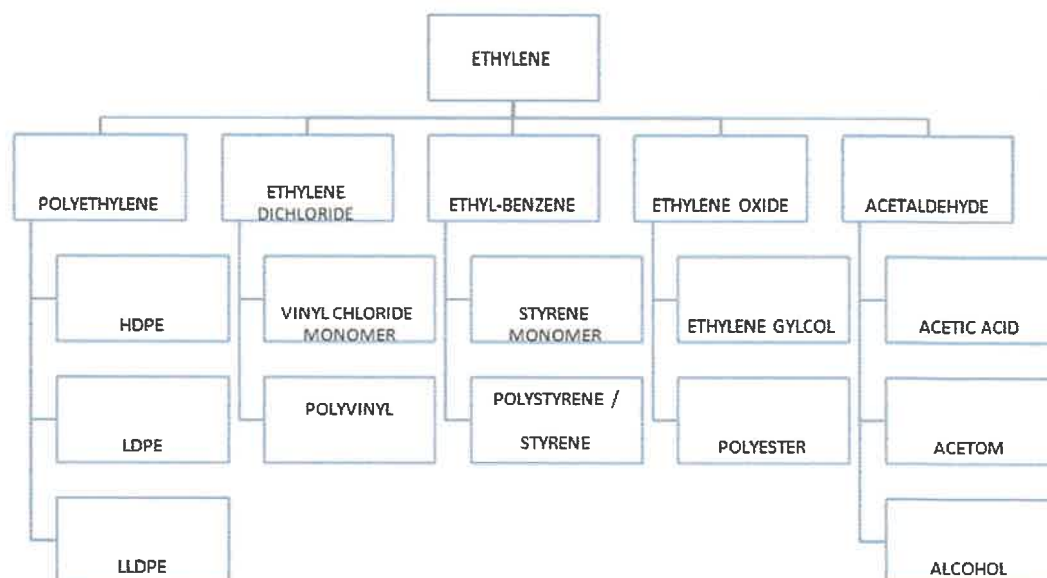 ETHYLENE
POLYETHYLENE
ETHYLENE
DICHLORIDE
ETHYL-BENZENE
ETHYLENE OXIDE
ACETALDEHYDE
HDPE
VINYL CHLORIDE
MONOMER
STYRENE
MONOMER
ETHYLENE GYLCOL
ACETIC ACID
LDPE
POLYVINYL
POLYSTYRENE /
STYRENE
POLYESTER
ACETOM
LLDPE
ALCOHOL